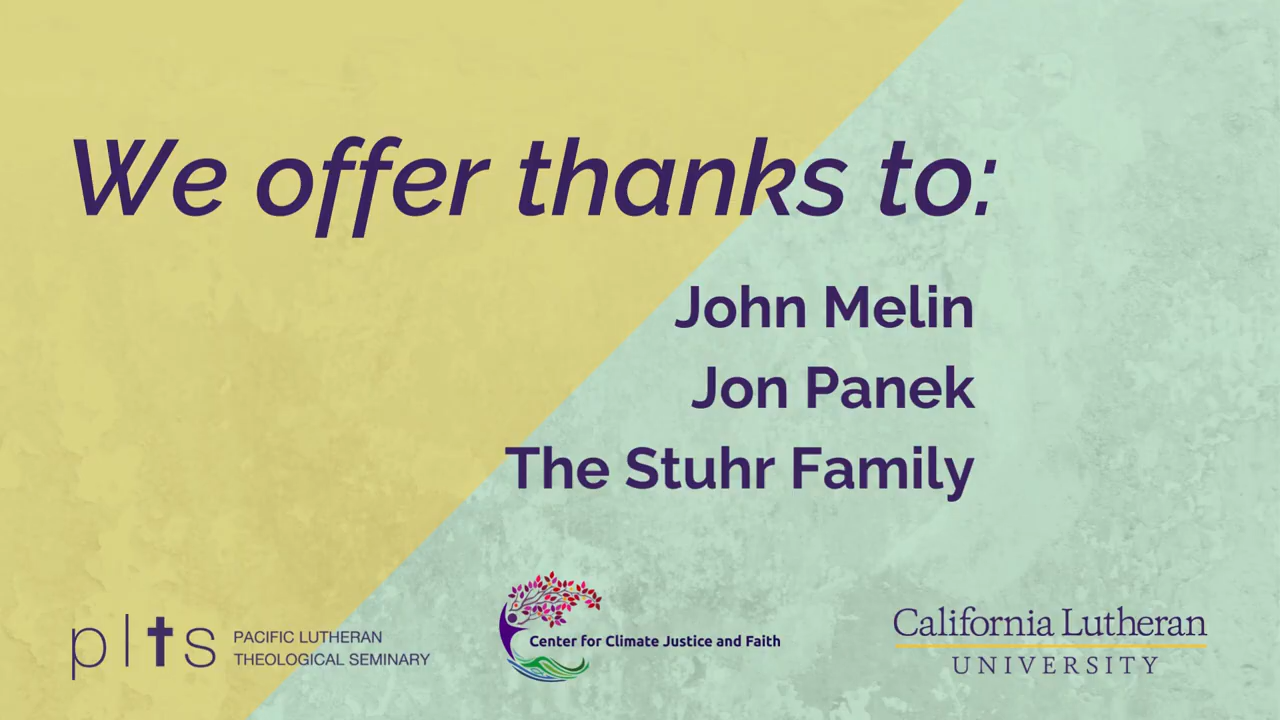 We offer thanks to:
John Melin
Jon Panek
The Stuhr Family
plts
PACIFIC LUTHERAN
THEOLOGICAL SEMINARY
Center for Climate Justice and Faith
California Lutheran
UNIVERSITY